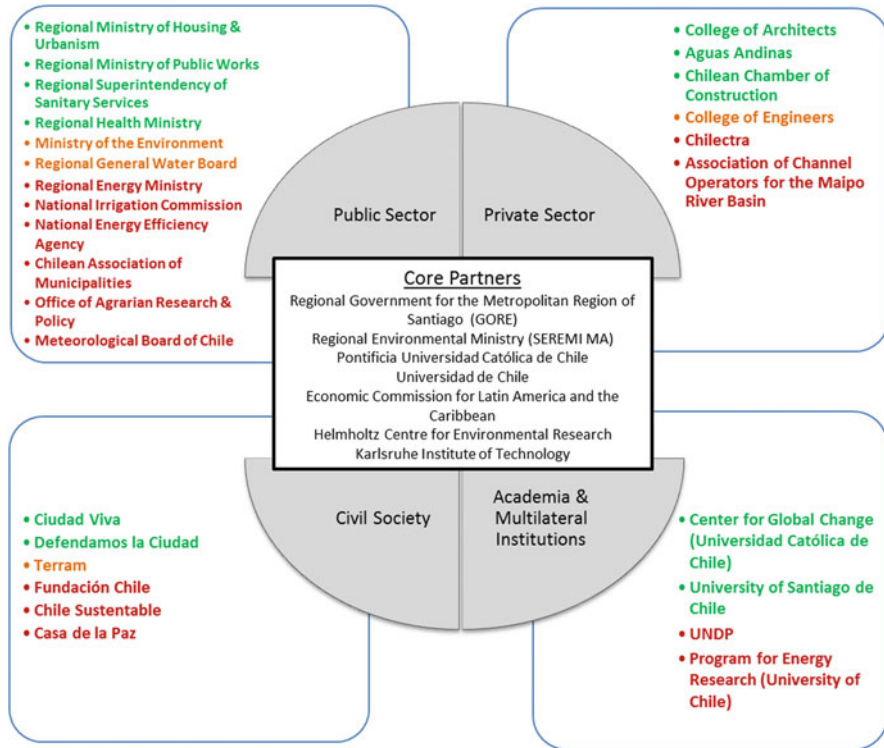 • Regional Ministry of Housing &
Urbanism
• Regional Ministry of Public Works
• Regional Superintendency of
Sanitary Services
• Regional Health Ministry
• Ministry of the Environment
• Regional General Water Board
• Regional Energy Ministry
• National Irrigation Commission
• National Energy Efficiency
Agency
• Chilean Association of
Municipalities
• Office of Agrarian Research &
Policy
• Meteorological Board of Chile
• College of Architects
• Aguas Andinas
• Chilean Chamber of
Construction
• College of Engineers
• Chilectra
• Association of Channel
Operators for the Maipo
River Basin
Public Sector
Private Sector
Core Partners
Regional Government for the Metropolitan Region of
Santiago (GORE)
Regional Environmental Ministry (SEREMI MA)
Pontificia Universidad Católica de Chile
Universidad de Chile
Economic Commission for Latin America and the
Caribbean
Helmholtz Centre for Environmental Research
Karlsruhe Institute of Technology
Civil Society
Academia &
Multilateral
Institutions
• Ciudad Viva
• Defendamos la Ciudad
• Terram
• Fundación Chile
• Chile Sustentable
• Casa de la Paz
• Center for Global Change
(Universidad Católica de
Chile)
• University of Santiago de
Chile
• UNDP
• Program for Energy
Research (University of
Chile)